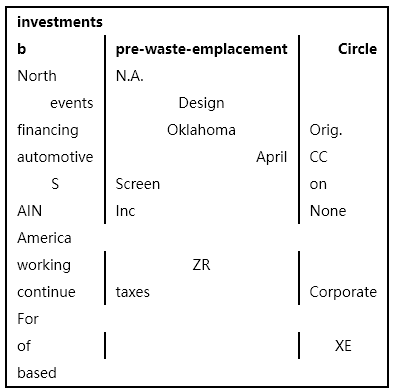 investments
b pre-waste-emplacement Circle
North N.A.
events Design
financing Oklahoma Orig.
automotive April CC
S Screen on
AIN Inc None
America
working ZR
continue taxes Corporate
For
of XE
based